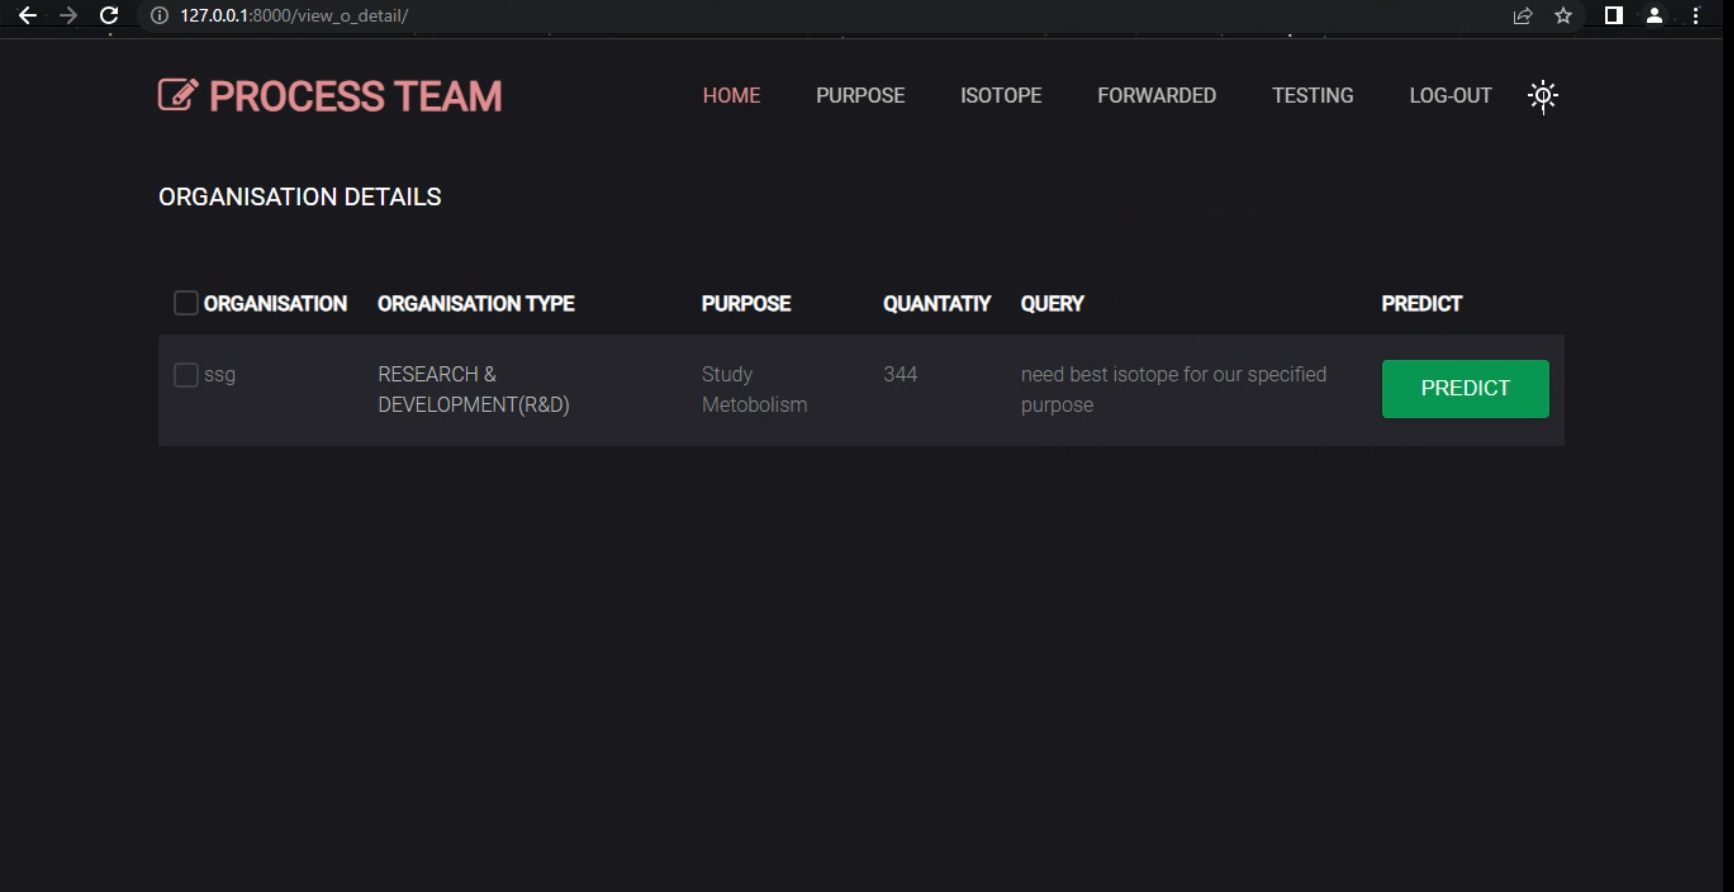 127.0.0.1:8000/view_o_detail/
PROCESS TEAM
HOME PURPOSE ISOTOPE FORWARDED TESTING LOG-OUT
ORGANISATION DETAILS
ORGANISATION ORGANISATION TYPE PURPOSE QUANTATIY QUERY PREDICT
ssg RESEARCH & Study 344 need best isotope for our specified PREDICT
DEVELOPMENT(R&D) Metobolism purpose